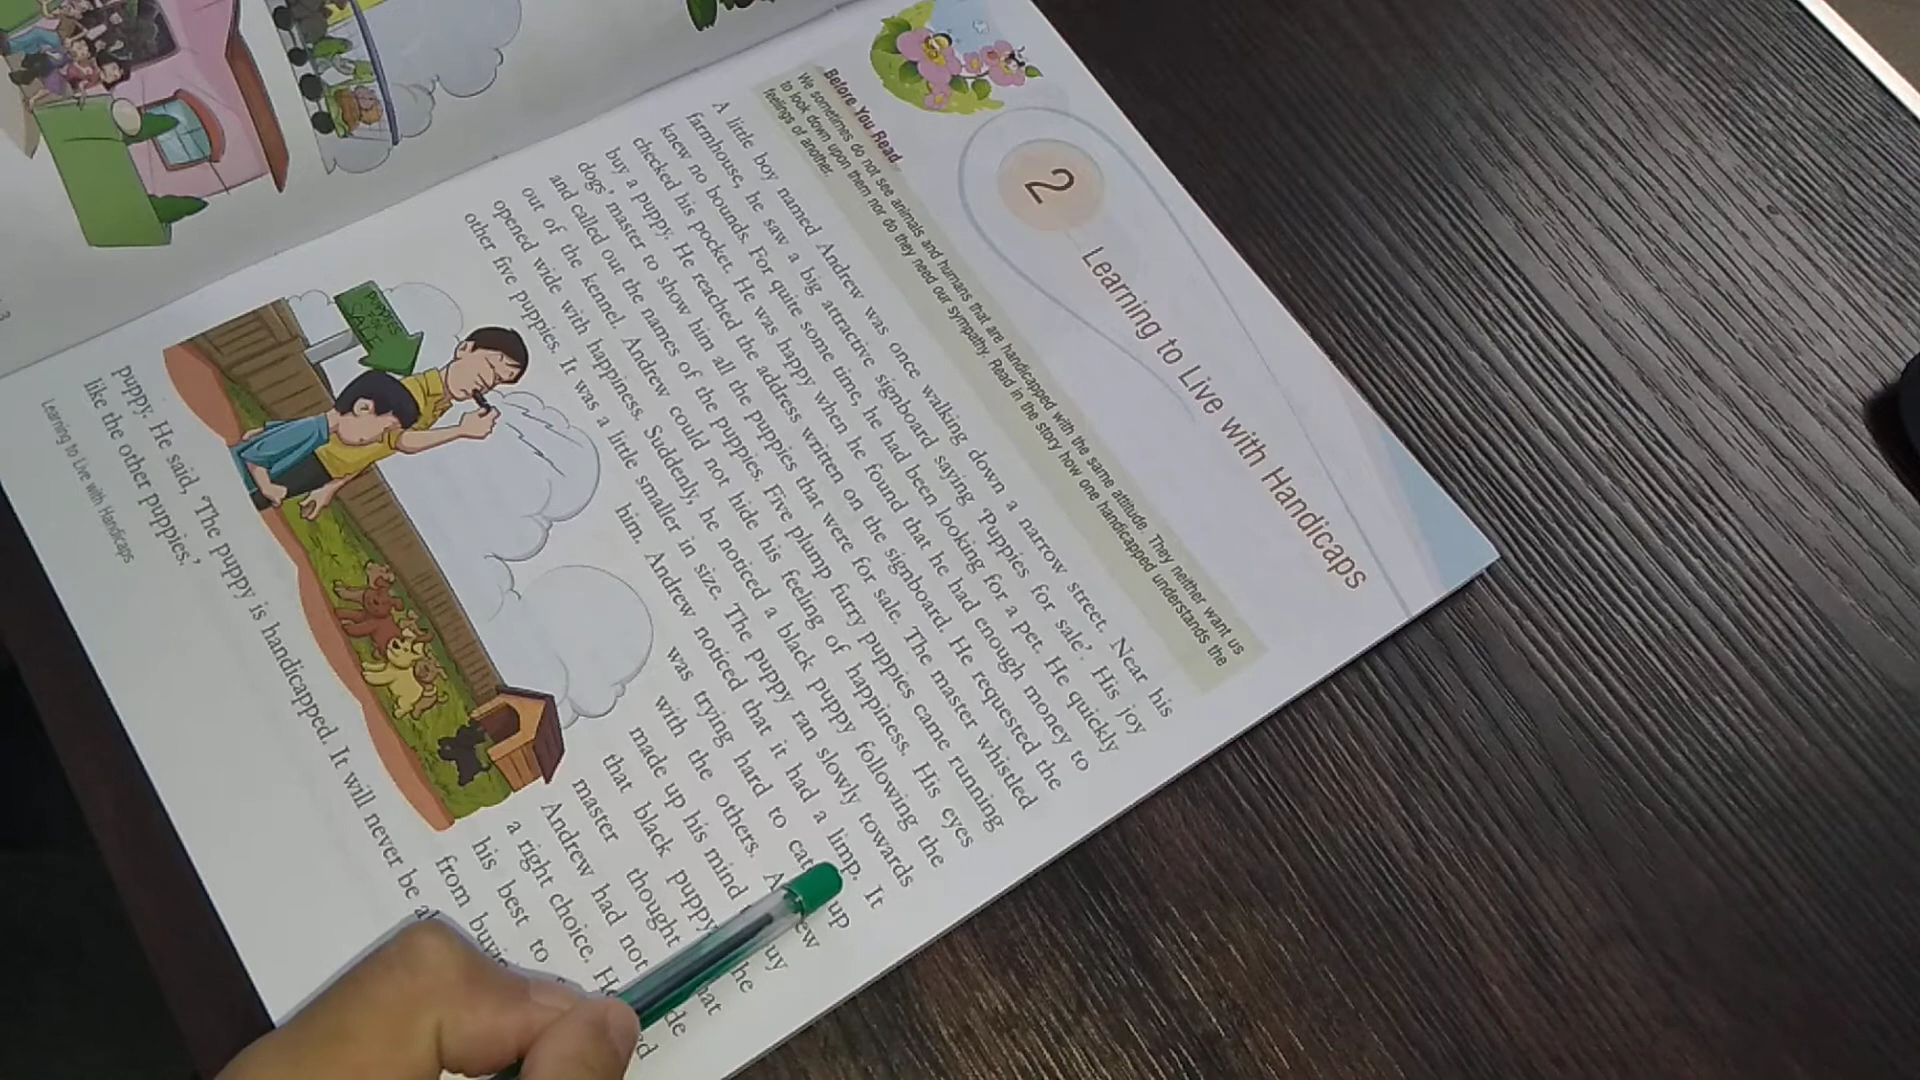 2
Learning to Live with Handicaps
Before You Read
We sometimes do not see animals and humans that are handicapped with the same attitude. They neither want us
to look down upon them nor do they need our sympathy. Read in the story how one handicapped understands the
feelings of another.
A little boy named Andrew was once walking down a narrow street. Near his
farmhouse, he saw a big attractive signboard saying 'Puppies for sale'. His joy
knew no bounds. For quite some time, he had been looking for a pet. He quickly
checked his pocket. He was happy when he found that he had enough money to
buy a puppy. He reached the address written on the signboard. He requested the
dogs' master to show him all the puppies that were for sale. The master whistled
and called out the names of the puppies. Five plump furry puppies came running
out of the kennel. Andrew could not hide his feeling of happiness. His eyes
opened wide with happiness. Suddenly, he noticed a black puppy following the
other five puppies. It was a little smaller in size. The puppy ran slowly towards
him. Andrew noticed that it had a limp. It
was trying hard to up
with the others.
made up his mind
that black puppy
master thought
Andrew had not
a right choice.
his best to
from
PUPPIES
FOR
SALE
puppy. He said, 'The puppy is handicapped. It will never be
like the other puppies.'
Learning to Live with Handicaps
3